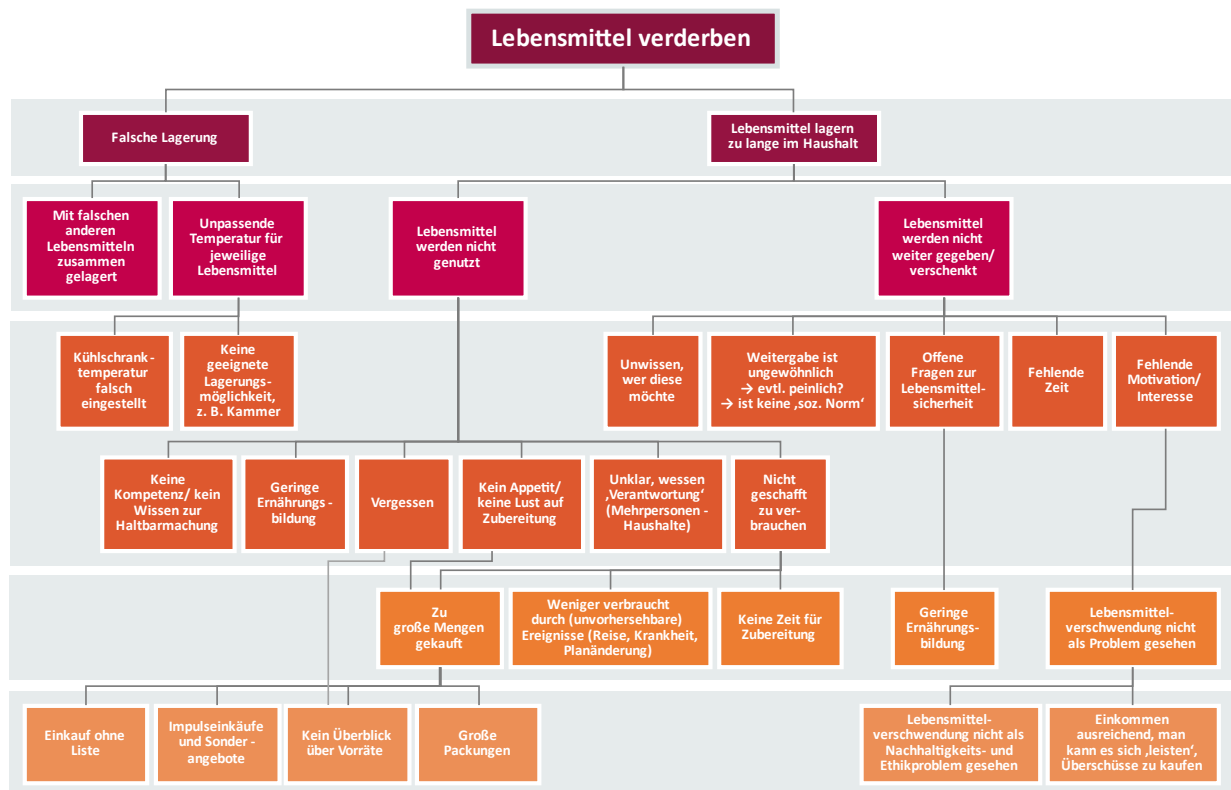 Lebensmittel verderben
Falsche Lagerung
Lebensmittel lagern
zu lange im Haushalt
Mit falschen
anderen
Lebensmitteln
zusammen
gelagert
Unpassende
Temperatur für
jeweilige
Lebensmittel
Lebensmittel
werden nicht
genutzt
Lebensmittel
werden nicht
weiter gegeben/
verschenkt
Kühlschrank-
temperatur
falsch
eingestellt
Keine
geeignete
Lagerungs-
möglichkeit,
z. B. Kammer
Unwissen,
wer diese
möchte
Weitergabe ist
ungewöhnlich
→ evtl. peinlich?
→ ist keine ‚soz. Norm‘
Offene
Fragen zur
Lebensmittel-
sicherheit
Fehlende
Zeit
Fehlende
Motivation/
Interesse
Keine
Kompetenz/ kein
Wissen zur
Haltbarmachung
Geringe
Ernährungs -
bildung
Vergessen
Kein Appetit/
keine Lust auf
Zubereitung
Unklar, wessen
‚Verantwortung‘
(Mehrpersonen -
Haushalte)
Nicht
geschafft
zu ver-
brauchen
Zu
große Mengen
gekauft
Weniger verbraucht
durch (unvorhersehbare)
Ereignisse (Reise, Krankheit,
Planänderung)
Keine Zeit für
Zubereitung
Geringe
Ernährungs-
bildung
Lebensmittel-
verschwendung nicht
als Problem gesehen
Einkauf ohne
Liste
Impulseinkäufe
und Sonder -
angebote
Kein Überblick
über Vorräte
Große
Packungen
Lebensmittel-
verschwendung nicht als
Nachhaltigkeits- und
Ethikproblem gesehen
Einkommen
ausreichend, man
kann es sich ‚leisten‘,
Überschüsse zu kaufen